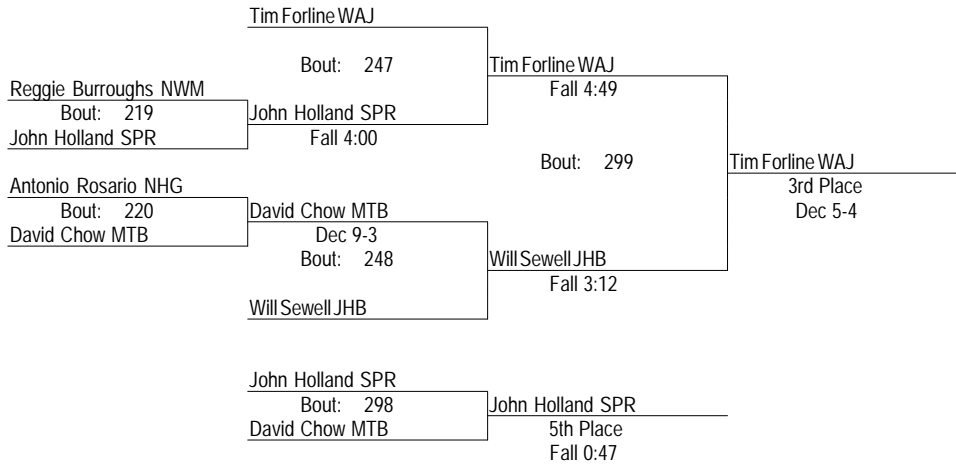 Tim Forline WAJ
Bout: 247
Tim Forline WAJ
Reggie Burroughs NWM
Fall 4:49
Bout: 219
John Holland SPR
John Holland SPR
Fall 4:00
Bout: 299
Tim Forline WAJ
Antonio Rosario NHG
3rd Place
Bout: 220
David Chow MTB
Dec 5-4
David Chow MTB
Dec 9-3
Bout: 248
Will Sewell JHB
Fall 3:12
Will Sewell JHB
John Holland SPR
Bout: 298
John Holland SPR
David Chow MTB
5th Place
Fall 0:47